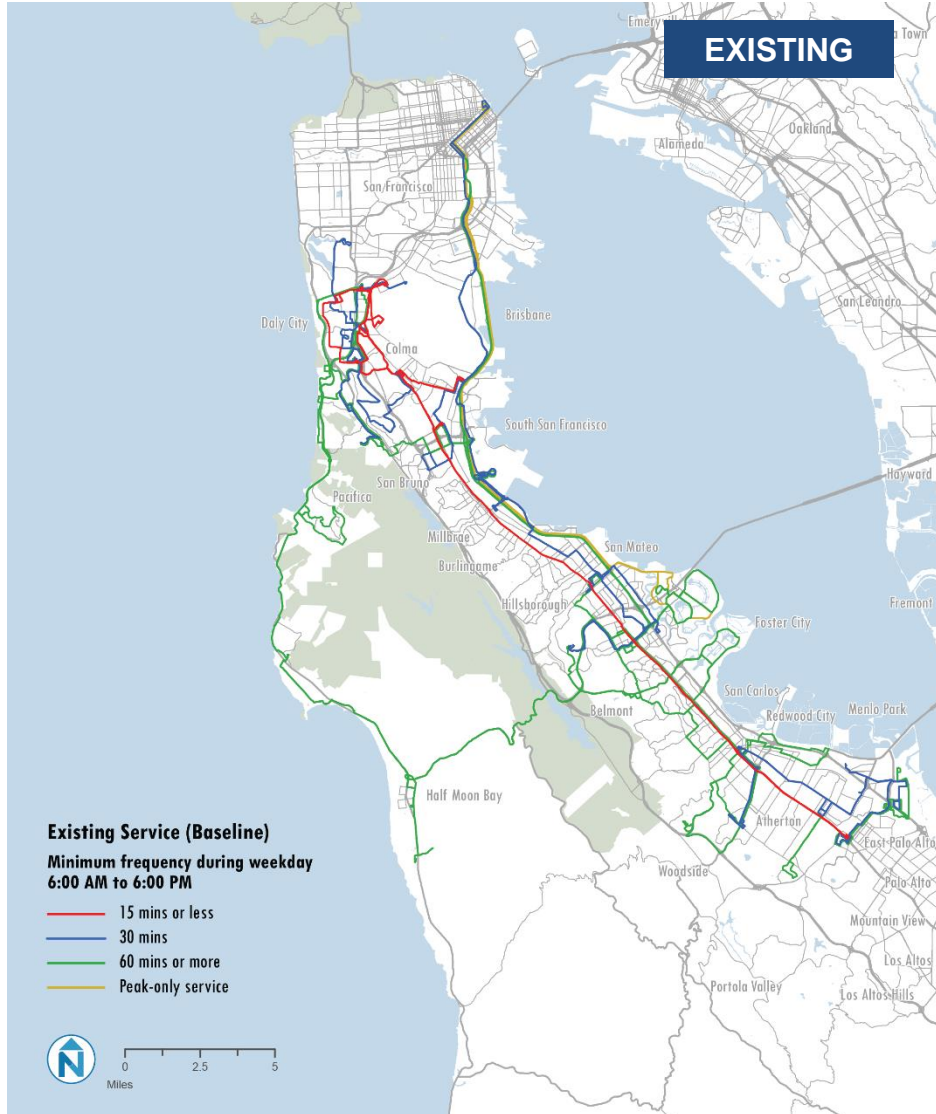 Emeryville
EXISTING
Town
Oakland
Alameda
San Francisco
San Leandro
Brisbane
Daly City
Colma
South San Francisco
Hayward
Pacifica
San Bruno
Millbrae
San Mateo
Burlingame
Hillsborough
Fremont
Foster City
San Carlos
Menlo Park
Belmont
Redwood City
Half Moon Bay
Atherton
East Palo Alto
Woodside
Palo Alto
Mountain View
Los Altos
Portola Valley
Los Altos Hills
Existing Service (Baseline)
Minimum frequency during weekday
6:00 AM to 6:00 PM
15 mins or less
30 mins
60 mins or more
Peak-only service
N
0 2.5 5
Miles